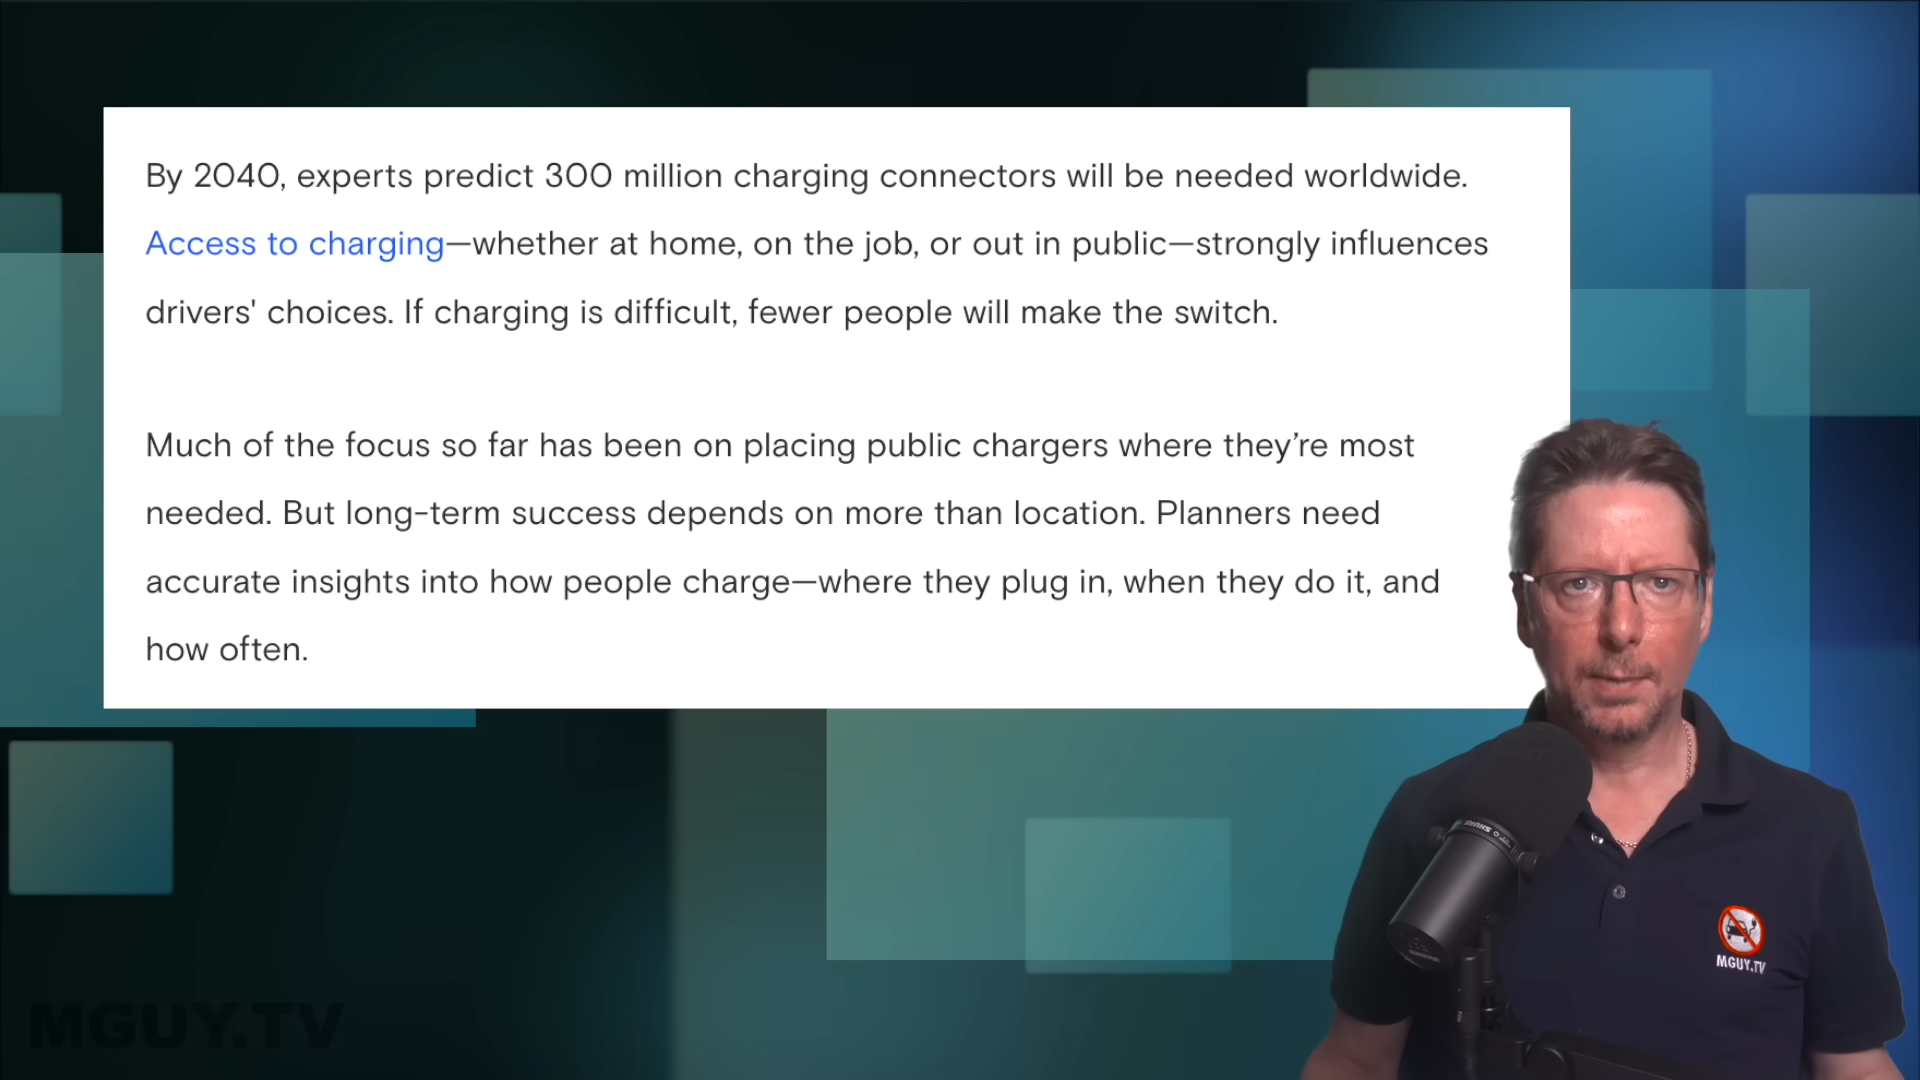 By 2040, experts predict 300 million charging connectors will be needed worldwide.
Access to charging—whether at home, on the job, or out in public—strongly influences
drivers' choices. If charging is difficult, fewer people will make the switch.
Much of the focus so far has been on placing public chargers where they’re most
needed. But long-term success depends on more than location. Planners need
accurate insights into how people charge—where they plug in, when they do it, and
how often.
SHURE
MGUY.TV
MGUY.TV